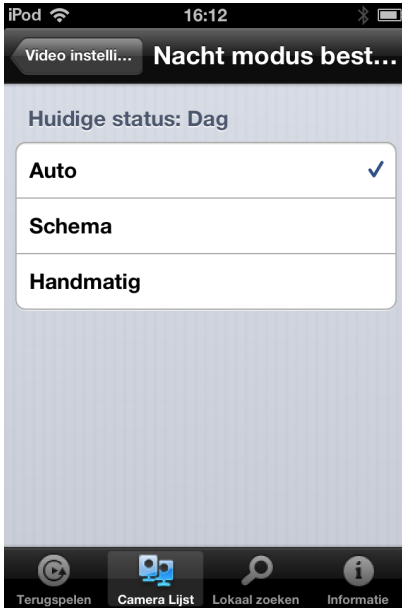 iPod 16:12
Video instelli... Nacht modus best...
Huidige status: Dag
Auto
Schema
Handmatig
Terugspelen Camera Lijst Lokaal zoeken Informatie